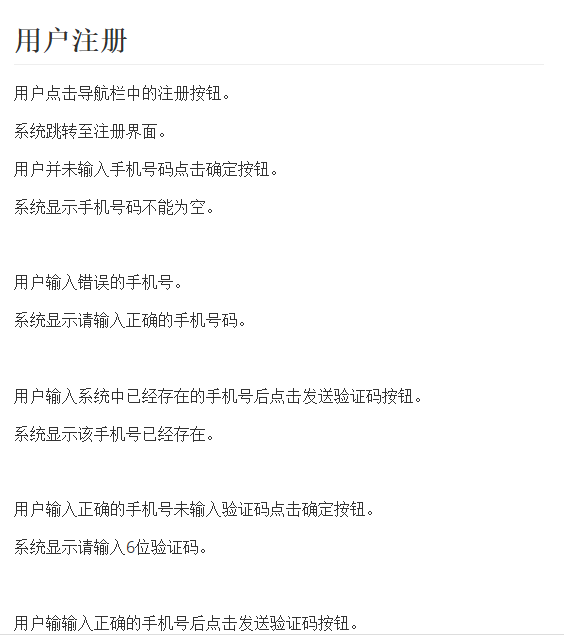 用户注册
用户点击导航栏中的注册按钮。
系统跳转至注册界面。
用户并未输入手机号码点击确定按钮。
系统显示手机号码不能为空。
用户输入错误的手机号。
系统显示请输入正确的手机号码。
用户输入系统中已经存在的手机号后点击发送验证码按钮。
系统显示该手机号已经存在。
用户输入正确的手机号未输入验证码点击确定按钮。
系统显示请输入6位验证码。
用户输输入正确的手机号后点击发送验证码按钮。